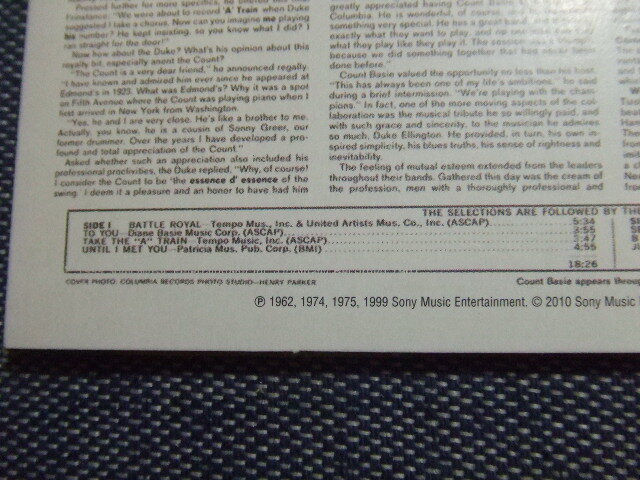 Pressed further for more specifics, he offered this
instance: "We were about to record 'A' Train when Duke
suggested I take a chorus. Now can you imagine me playing
his number? He kept insisting, so you know what I did? I
ran straight for the door!"
Now how about the Duke? What's his opinion about this
royalty bit, especially anent the Count?
"The Count is a very dear friend," he announced regally.
"I have known and admired him ever since he appeared at
Edmond's in 1923. What was Edmond's? Why it was a spot
on Fifth Avenue where the Count was playing piano when I
first arrived in New York from Washington.
"Yes, he and I are very close. He's like a brother to me.
Actually, you know, he is a cousin of Sonny Greer, our
former drummer. Over the years I have developed a pro-
found and total appreciation of the Count."
Asked whether such an appreciation also included his
professional proclivities, the Duke replied, "Why, of course!
I consider the Count to be 'the essence d' essence of the
swing. I deem it a pleasure and an honor to have had him
greatly appreciated having Count Basie
Columbia. He is wonderful, of course,
something very special. He has a great band,
exactly what they want to play, and no one
what they play like they play it. The session was
because we did something together that has never been
done before."
Count Basie valued the opportunity no less than his host.
"This has always been one of my life's ambitions," he said
during a brief intermission. "We're playing with the cham-
pions." In fact, one of the more moving aspects of the col-
laboration was the musical tribute he so willingly paid, and
with such grace and sincerity, to the musician he admires
so much, Duke Ellington. He provided, in turn, his own in-
spired simplicity, his blues truths, his sense of rightness and
inevitability.
The feeling of mutual esteem extended from the leaders
throughout their bands. Gathered this day was the cream of
the profession, men with a thoroughly professional and
THE SELECTIONS ARE FOLLOWED BY TH
SIDE I BATTLE ROYAL—Tempo Mus., Inc. & United Artists Mus. Co., Inc. (ASCAP) 5:34
TO YOU—Diane Basie Music Corp. (ASCAP) 3:55
TAKE THE "A" TRAIN—Tempo Music, Inc. (ASCAP) 3:47
UNTIL I MET YOU—Patricia Mus. Pub. Corp. (BMI) 4:55
18:26
COVER PHOTO: COLUMBIA RECORDS PHOTO STUDIO—HENRY PARKER
Count Basie appears throug
℗ 1962, 1974, 1975, 1999 Sony Music Entertainment. © 2010 Sony Music